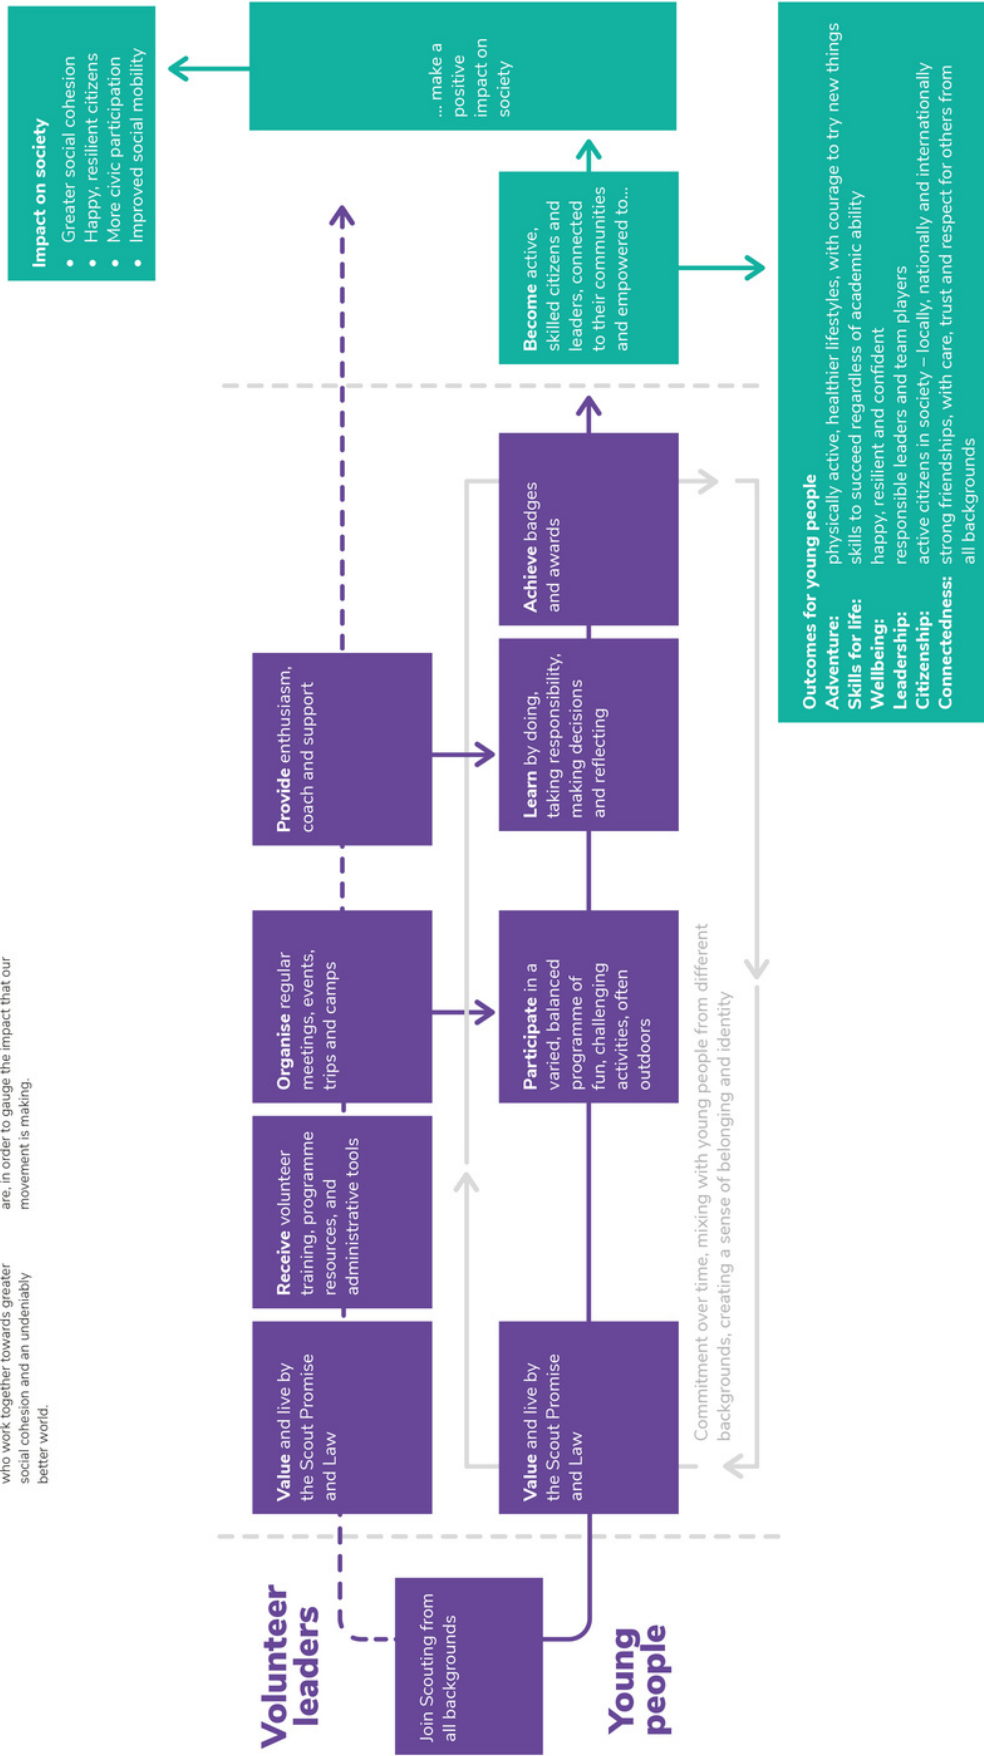 who work together towards greater
social cohesion and an undeniably
better world.
are, in order to gauge the impact that our
movement is making.
Volunteer
leaders
Join Scouting from
all backgrounds
Young
people
Value and live by
the Scout Promise
and Law
Receive volunteer
training, programme
resources, and
administrative tools
Organise regular
meetings, events,
trips and camps
Provide enthusiasm,
coach and support
Value and live by
the Scout Promise
and Law
Participate in a
varied, balanced
programme of
fun, challenging
activities, often
outdoors
Learn by doing,
taking responsibility,
making decisions
and reflecting
Achieve badges
and awards
Commitment over time, mixing with young people from different
backgrounds, creating a sense of belonging and identity
Become active,
skilled citizens and
leaders, connected
to their communities
and empowered to...
... make a
positive
impact on
society
Impact on society
• Greater social cohesion
• Happy, resilient citizens
• More civic participation
• Improved social mobility
Outcomes for young people
Adventure: physically active, healthier lifestyles, with courage to try new things
Skills for life: skills to succeed regardless of academic ability
Wellbeing: happy, resilient and confident
Leadership: responsible leaders and team players
Citizenship: active citizens in society – locally, nationally and internationally
Connectedness: strong friendships, with care, trust and respect for others from
all backgrounds